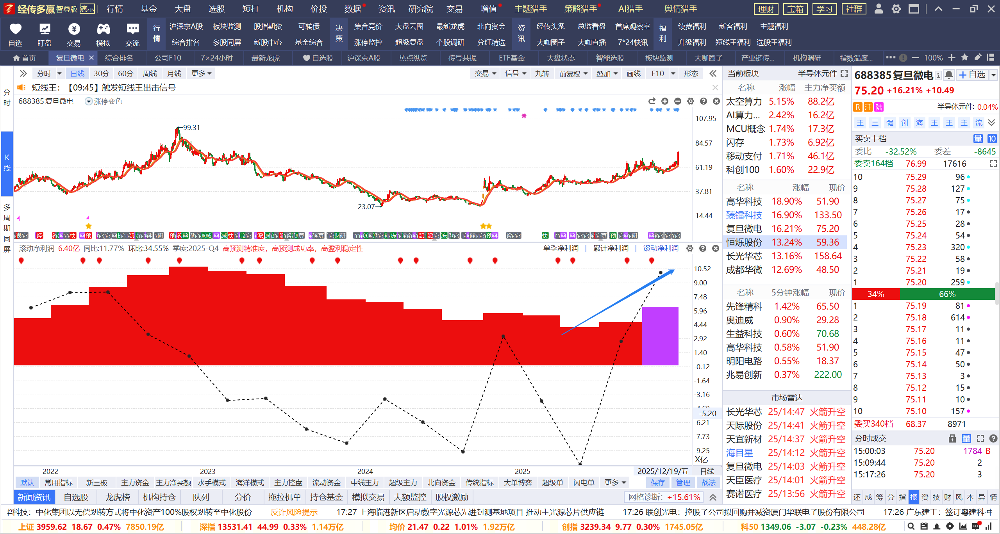 经传多赢 智尊版 演示 行情 基金 大盘 选股 短打 机构 价投 数据 资讯 研究院 交易 增值 主题猎手 策略猎手 AI猎手 舆情猎手 理财 宝箱 学习 社群
自选 盯盘 交易 模拟 交流
行情 沪深京A股 板块监测 股指期货 可转债 决策 集合竞价 大盘云图 最新龙虎 北向资金 资讯 经传头条 总监看盘 首席观察室 福利 续费福利 新客福利 主题福利
综合排名 多股同屏 新股中心 基金综合 涨停监控 超级复盘 个股调研 分红精选 大咖圈子 大咖直播 7*24快讯 升级福利 短线王福利 选股王福利
首页 复旦微电 综合排名 公司F10 7×24小时 最新龙虎 自选股 沪深京A股 热点纵览 传导共振 ETF基金 大盘状态 智能选股 板块监测 大咖圈子 产业链传... 机构调研 指数温度... 100%
分时 K线 多周期同屏
分时 日线 30分 60分 周线 月线 更多 交易 信号 九转 前复权 叠加 画线 F10 形态
短线王：【09:45】触发短线王出击信号
688385 复旦微电 涨停变色
107.95
99.31
84.57
61.19
37.81
23.07
14.44
滚动净利润 6.40亿 同比:11.77% 环比:34.55% 季度:2025-Q4 高预测精准度，高预测成功率，高盈利稳定性 单季净利润 累计净利润 滚动净利润
10.52
9.00
7.48
5.96
4.44
2.92
1.40
-0.12
-1.64
-3.16
-5.20
-6.21
-7.73
-9.25
X亿
2022 2023 2024 2025 2025/12/19/五 日线
默认 常用指标 新三板 主力资金 主力净买额 水手模式 海洋模式 主力控盘 流动资金 中线主力 超级主力 北向资金 传统指标 大单博弈 超级单 闪电单 更多 保存 管理 战法
新闻资讯 自选股 龙虎榜 机构持仓 队列 分价 拖拉机单 持仓基金 模拟交易 大额监控 股权激励 网格诊断：+15.61%
当前板块 半导体元件
名称 涨幅 主力净买额
太空算力 5.15% 88.2亿
AI算力... 2.42% 16.2亿
MCU概念 1.74% 17.3亿
闪存 1.73% 6.92亿
移动支付 1.71% 46.1亿
科创100 1.60% 22.9亿
名称 涨幅 现价
高华科技 18.90% 51.90
臻镭科技 16.90% 133.50
复旦微电 16.21% 75.20
恒烁股份 13.24% 59.36
长光华芯 13.16% 158.64
成都华微 12.69% 48.50
名称 5分钟涨幅 现价
先锋精科 1.42% 65.50
奥迪威 0.90% 29.28
生益科技 0.60% 70.68
高华科技 0.58% 51.90
明阳电路 0.55% 18.37
兆易创新 0.37% 222.00
市场雷达
长光华芯 25/14:47 火箭升空
天际股份 25/14:41 火箭升空
天宜新材 25/14:37 火箭升空
海目星 25/14:12 火箭升空
复旦微电 25/14:03 火箭升空
天臣医疗 25/14:01 火箭升空
赛诺医疗 25/13:56 火箭升空
688385 复旦微电 自选
75.20 +16.21% +10.49
R 注 陆 半导体元件: 0.04%
主 三 强 创 海 主 主 主 流
买卖十档 量 10
委比 -32.52% 委差 -8645
委卖164档 76.99 17616
10 75.29 96
9 75.28 127
8 75.27 75
7 75.26 17
6 75.25 28
5 75.24 54
4 75.23 320
3 75.22 58
2 75.21 19
1 75.20 259
34% 66%
1 75.19 81
2 75.18 614
3 75.17 11
4 75.16 11
5 75.15 47
6 75.14 50
7 75.13 3
8 75.12 15
9 75.11 10
10 75.10 157
委买340档 68.37 8971
分时成交 量
15:00:03 75.20 1784 B
15:09:44 75.20 2
15:17:26 75.20 3
还 成 筹 分 指 报 资 技 财 风 本 异 情
科技：中化集团以无偿划转方式将中化资产100%股权划转至中化股份 反诈风险提示 17:27 上海临港新区启动数字光源芯先进封测基地项目 推动主光源芯片供应链 17:26 联创光电：控股子公司拟回购并减资厦门华联电子股份有限公司 17:26 广东建工：签订粤建科·中
上证 3959.62 18.67 0.47% 7850.19亿 深指 13531.41 44.99 0.33% 1.14万亿 均价 21.47 0.22 1.01% 1.92万亿 创指 3239.34 9.77 0.30% 1745.05亿 科50 1349.06 -3.07 -0.23% 448.28亿